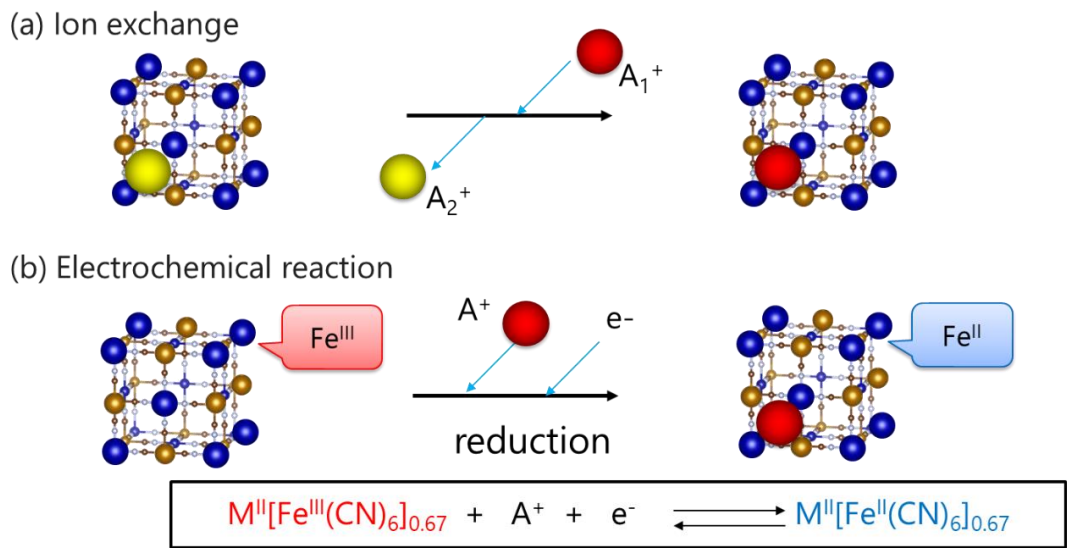 (a) Ion exchange
A₁⁺
A₂⁺
(b) Electrochemical reaction
Feᴵᴵᴵ
A⁺
e-
Feᴵᴵ
reduction
Mᴵᴵ[Feᴵᴵᴵ(CN)₆]₀.₆₇ + A⁺ + e⁻ ⇌ Mᴵᴵ[Feᴵᴵ(CN)₆]₀.₆₇